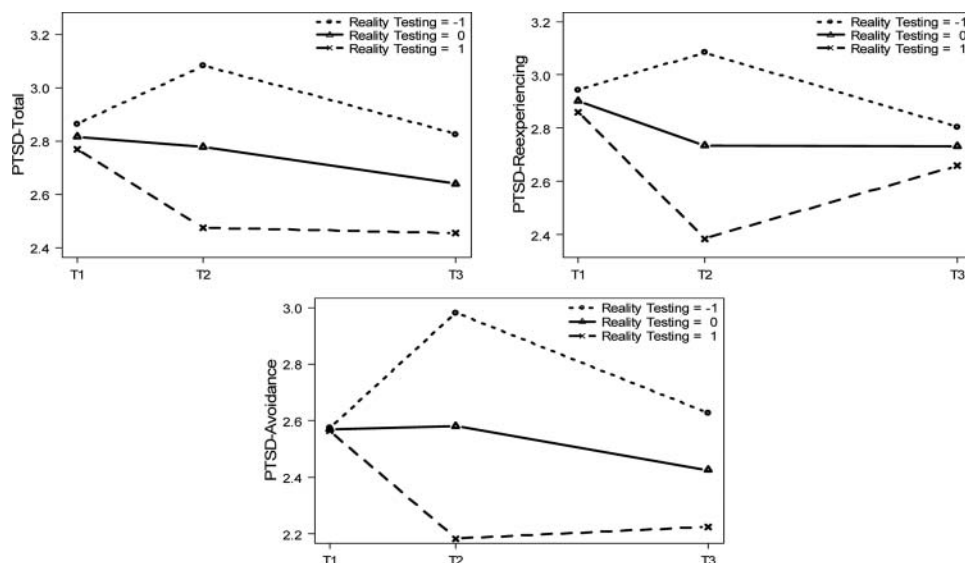 Reality Testing = -1
Reality Testing = 0
Reality Testing = 1
3.2
3.0
2.8
2.6
2.4
PTSD-Total
T1 T2 T3
Reality Testing = -1
Reality Testing = 0
Reality Testing = 1
3.2
3.0
2.8
2.6
2.4
PTSD-Reexperiencing
T1 T2 T3
Reality Testing = -1
Reality Testing = 0
Reality Testing = 1
3.0
2.8
2.6
2.4
2.2
PTSD-Avoidance
T1 T2 T3